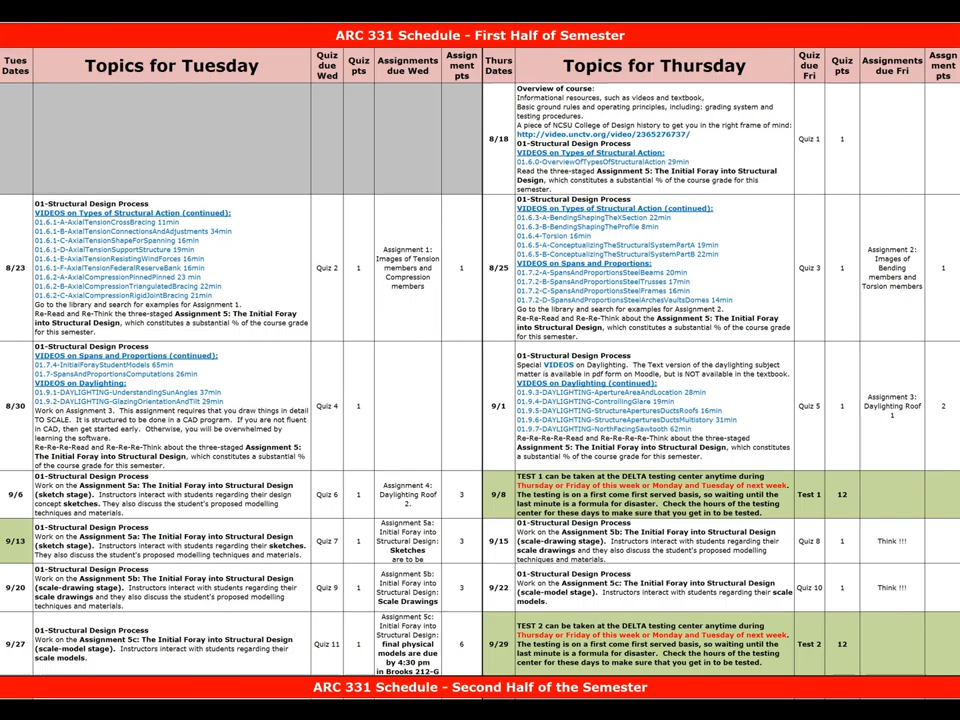 ARC 331 Schedule - First Half of Semester
Tues Dates
Topics for Tuesday
Quiz due Wed
Quiz pts
Assignments due Wed
Assign ment pts
Thurs Dates
Topics for Thursday
Quiz due Fri
Quiz pts
Assignments due Fri
Assgn ment pts
8/18
Overview of course:
Informational resources, such as videos and textbook,
Basic ground rules and operating principles, including: grading system and
testing procedures.
A piece of NCSU College of Design history to get you in the right frame of mind:
http://video.unctv.org/video/2365276737/
01-Structural Design Process
VIDEOS on Types of Structural Action:
01.6.0-OverviewOfTypesOfStructuralAction 29min
Read the three-staged Assignment 5: The Initial Foray into Structural
Design, which constitutes a substantial % of the course grade for this
semester.
Quiz 1
1
8/23
01-Structural Design Process
VIDEOS on Types of Structural Action (continued):
01.6.1-A-AxialTensionCrossBracing 11min
01.6.1-B-AxialTensionConnectionsAndAdjustments 34min
01.6.1-C-AxialTensionShapeForSpanning 16min
01.6.1-D-AxialTensionSupportStructure 19min
01.6.1-E-AxialTensionResistingWindForces 16min
01.6.1-F-AxialTensionFederalReserveBank 16min
01.6.2-A-AxialCompressionPinnedPinned 23 min
01.6.2-B-AxialCompressionTriangulatedBracing 22min
01.6.2-C-AxialCompressionRigidJointBracing 21min
Go to the library and search for examples for Assignment 1.
Re-Read and Re-Think the three-staged Assignment 5: The Initial Foray
into Structural Design, which constitutes a substantial % of the course grade
for this semester.
Quiz 2
1
Assignment 1:
Images of Tension
members and
Compression
members
1
8/25
01-Structural Design Process
VIDEOS on Types of Structural Action (continued):
01.6.3-A-BendingShapingTheXSection 22min
01.6.3-B-BendingShapingTheProfile 8min
01.6.4-Torsion 16min
01.6.5-A-ConceptualizingTheStructuralSystemPartA 19min
01.6.5-B-ConceptualizingTheStructuralSystemPartB 22min
VIDEOS on Spans and Proportions:
01.7.2-A-SpansAndProportionsSteelBeams 20min
01.7.2-B-SpansAndProportionsSteelTrusses 17min
01.7.2-C-SpansAndProportionsSteelFrames 16min
01.7.2-D-SpansAndProportionsSteelArchesVaultsDomes 14min
Go to the library and search for examples for Assignment 2.
Re-Re-Read and Re-Re-Think about the Assignment 5: The Initial Foray
into Structural Design, which constitutes a substantial % of the course grade
for this semester.
Quiz 3
1
Assignment 2:
Images of
Bending
members and
Torsion members
1
8/30
01-Structural Design Process
VIDEOS on Spans and Proportions (continued):
01.7.4-InitialForayStudentModels 65min
01.7-SpansAndProportionsComputations 26min
VIDEOS on Daylighting:
01.9.1-DAYLIGHTING-UnderstandingSunAngles 37min
01.9.2-DAYLIGHTING-GlazingOrientationAndTilt 29min
Work on Assignment 3. This assignment requires that you draw things in detail
TO SCALE. It is structured to be done in a CAD program. If you are not fluent
in CAD, then get started early. Otherwise, you will be overwhelmed by
learning the software.
Re-Re-Re-Read and Re-Re-Re-Think about the three-staged Assignment 5:
The Initial Foray into Structural Design, which constitutes a substantial %
of the course grade for this semester.
Quiz 4
1
9/1
01-Structural Design Process
Special VIDEOS on Daylighting. The Text version of the daylighting subject
matter is available in pdf form on Moodle, but is NOT available in the textbook.
VIDEOS on Daylighting (continued):
01.9.3-DAYLIGHTING-ApertureAreaAndLocation 28min
01.9.4-DAYLIGHTING-ControllingGlare 19min
01.9.5-DAYLIGHTING-StructureAperturesDuctsRoofs 16min
01.9.6-DAYLIGHTING-StructureAperturesDuctsMultistory 31min
01.9.7-DAYLIGHTING-NorthFacingSawtooth 62min
Re-Re-Re-Re-Read and Re-Re-Re-Re-Think about the three-staged
Assignment 5: The Initial Foray into Structural Design, which constitutes
a substantial % of the course grade for this semester.
Quiz 5
1
Assignment 3:
Daylighting Roof
1
2
9/6
01-Structural Design Process
Work on the Assignment 5a: The Initial Foray into Structural Design
(sketch stage). Instructors interact with students regarding their design
concept sketches. They also discuss the student's proposed modelling
techniques and materials.
Quiz 6
1
Assignment 4:
Daylighting Roof
2.
3
9/8
TEST 1 can be taken at the DELTA testing center anytime during
Thursday or Friday of this week or Monday and Tuesday of next week.
The testing is on a first come first served basis, so waiting until the
last minute is a formula for disaster. Check the hours of the testing
center for these days to make sure that you get in to be tested.
Test 1
12
9/13
01-Structural Design Process
Work on the Assignment 5a: The Initial Foray into Structural Design
(sketch stage). Instructors interact with students regarding their sketches.
They also discuss the student's proposed modelling techniques and materials.
Quiz 7
1
Assignment 5a:
Initial Foray into
Structural Design:
Sketches
are to be
3
9/15
01-Structural Design Process
Work on the Assignment 5b: The Initial Foray into Structural Design
(scale-drawing stage). Instructors interact with students regarding their
scale drawings and they also discuss the student's proposed modelling
techniques and materials.
Quiz 8
1
Think !!!
9/20
01-Structural Design Process
Work on the Assignment 5b: The Initial Foray into Structural Design
(scale-drawing stage). Instructors interact with students regarding their
scale drawings and they also discuss the student's proposed modelling
techniques and materials.
Quiz 9
1
Assignment 5b:
Initial Foray into
Structural Design:
Scale Drawings
3
9/22
01-Structural Design Process
Work on the Assignment 5c: The Initial Foray into Structural Design
(scale-model stage). Instructors interact with students regarding their scale
models.
Quiz 10
1
Think !!!
9/27
01-Structural Design Process
Work on the Assignment 5c: The Initial Foray into Structural Design
(scale-model stage). Instructors interact with students regarding their
scale models.
Quiz 11
1
Assignment 5c:
Initial Foray into
Structural Design:
final physical
models are due
by 4:30 pm
in Brooks 212-G
6
9/29
TEST 2 can be taken at the DELTA testing center anytime during
Thursday or Friday of this week or Monday and Tuesday of next week.
The testing is on a first come first served basis, so waiting until the
last minute is a formula for disaster. Check the hours of the testing
center for these days to make sure that you get in to be tested.
Test 2
12
ARC 331 Schedule - Second Half of the Semester